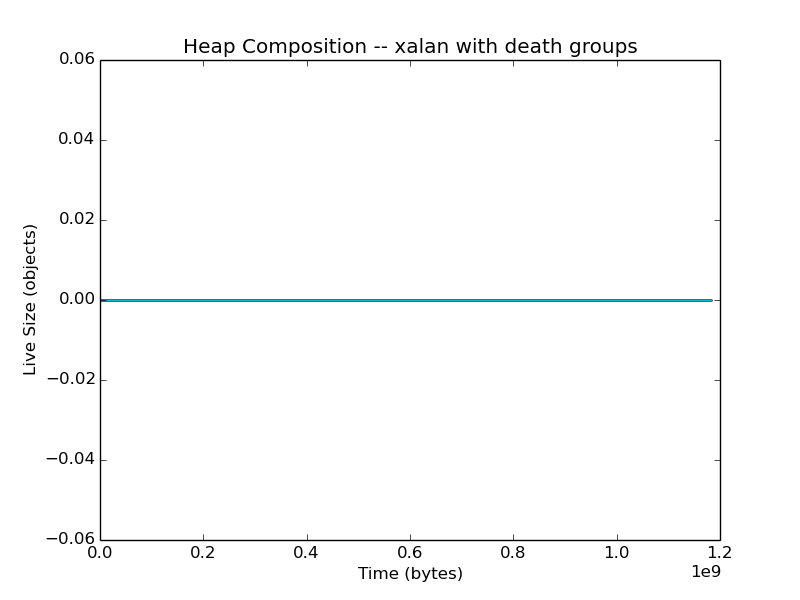 Heap Composition -- xalan with death groups
0.06
0.04
0.02
0.00
−0.02
−0.04
−0.06
Live Size (objects)
0.0 0.2 0.4 0.6 0.8 1.0 1.2
1e9
Time (bytes)